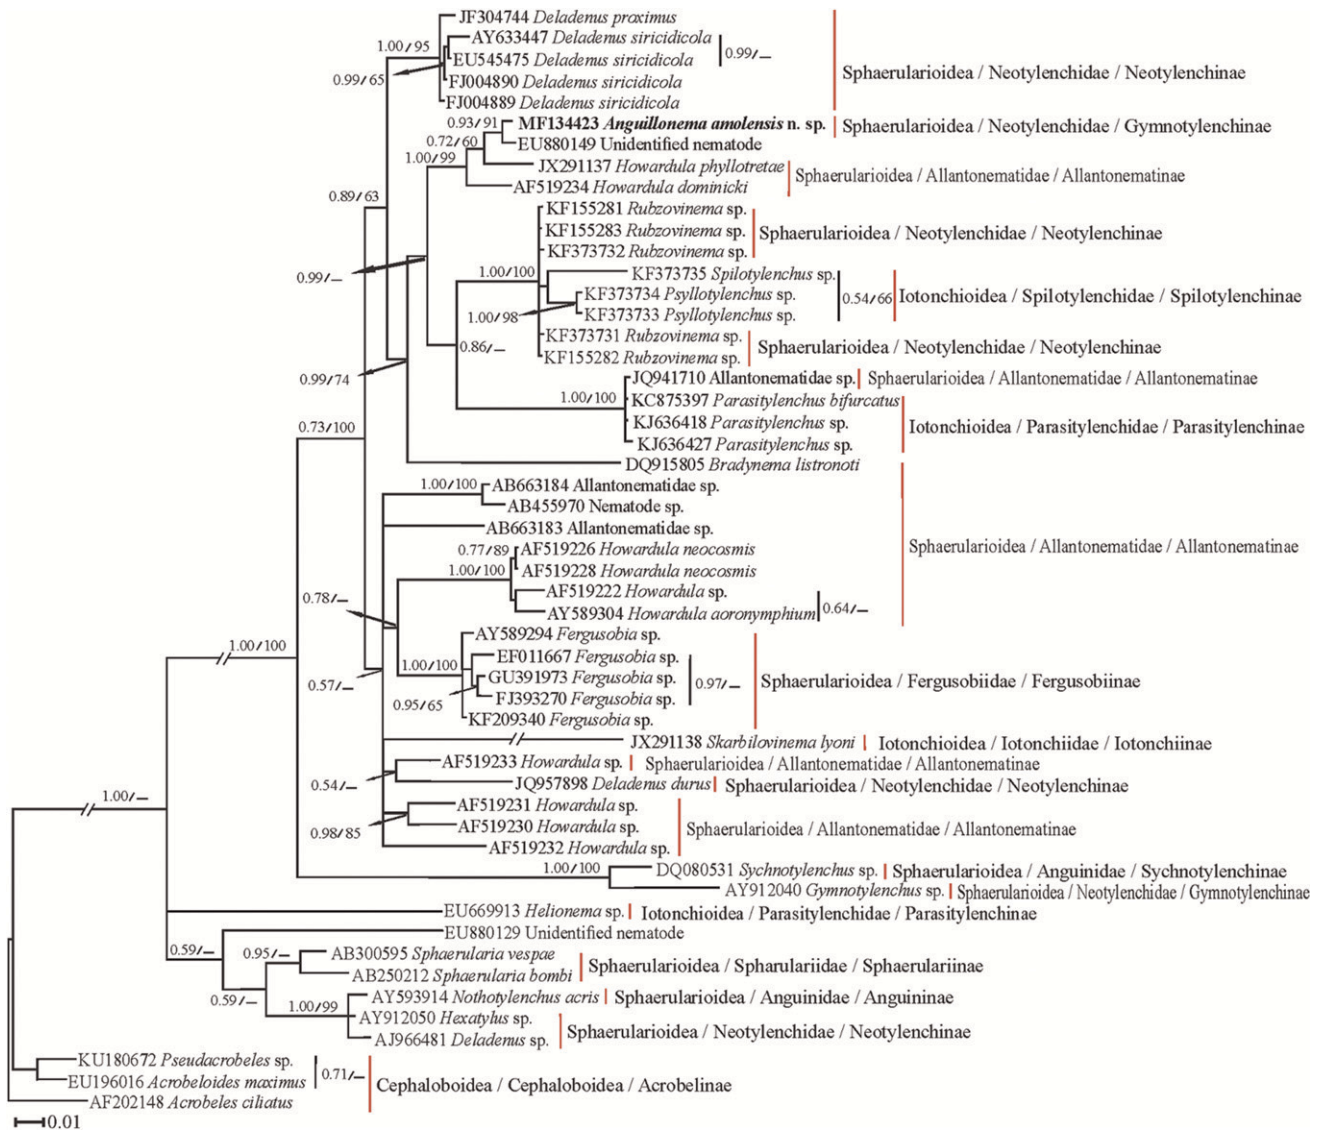 JF304744 Deladenus proximus
1.00/95
AY633447 Deladenus siricidicola
EU545475 Deladenus siricidicola
0.99/—
0.99/65
FJ004890 Deladenus siricidicola
FJ004889 Deladenus siricidicola
Sphaerularioidea / Neotylenchidae / Neotylenchinae
0.93/91
MF134423 Anguillonema amolensis n. sp.
Sphaerularioidea / Neotylenchidae / Gymnotylenchinae
0.72/60
EU880149 Unidentified nematode
1.00/99
JX291137 Howardula phyllotretae
AF519234 Howardula dominicki
Sphaerularioidea / Allantonematidae / Allantonematinae
0.89/63
KF155281 Rubzovinema sp.
KF155283 Rubzovinema sp.
KF373732 Rubzovinema sp.
Sphaerularioidea / Neotylenchidae / Neotylenchinae
0.99/—
1.00/100
KF373735 Spilotylenchus sp.
KF373734 Psyllotylenchus sp.
KF373733 Psyllotylenchus sp.
0.54/66
Iotonchioidea / Spilotylenchidae / Spilotylenchinae
1.00/98
KF373731 Rubzovinema sp.
0.86/—
KF155282 Rubzovinema sp.
Sphaerularioidea / Neotylenchidae / Neotylenchinae
0.99/74
JQ941710 Allantonematidae sp.
Sphaerularioidea / Allantonematidae / Allantonematinae
1.00/100
KC875397 Parasitylenchus bifurcatus
KJ636418 Parasitylenchus sp.
KJ636427 Parasitylenchus sp.
Iotonchioidea / Parasitylenchidae / Parasitylenchinae
0.73/100
DQ915805 Bradynema listronoti
1.00/100
AB663184 Allantonematidae sp.
AB455970 Nematode sp.
AB663183 Allantonematidae sp.
0.77/89
AF519226 Howardula neocosmis
Sphaerularioidea / Allantonematidae / Allantonematinae
1.00/100
AF519228 Howardula neocosmis
AF519222 Howardula sp.
0.78/—
AY589304 Howardula aoronymphium
0.64/—
AY589294 Fergusobia sp.
1.00/100
EF011667 Fergusobia sp.
1.00/100
GU391973 Fergusobia sp.
0.57/—
FJ393270 Fergusobia sp.
0.97/—
0.95/65
KF209340 Fergusobia sp.
Sphaerularioidea / Fergusobiidae / Fergusobiinae
JX291138 Skarbilovinema lyoni
Iotonchioidea / Iotonchiidae / Iotonchiinae
AF519233 Howardula sp.
Sphaerularioidea / Allantonematidae / Allantonematinae
0.54/—
JQ957898 Deladenus durus
Sphaerularioidea / Neotylenchidae / Neotylenchinae
1.00/—
AF519231 Howardula sp.
0.98/85
AF519230 Howardula sp.
AF519232 Howardula sp.
Sphaerularioidea / Allantonematidae / Allantonematinae
1.00/100
DQ080531 Sychnotylenchus sp.
Sphaerularioidea / Anguinidae / Sychnotylenchinae
AY912040 Gymnotylenchus sp.
Sphaerularioidea / Neotylenchidae / Gymnotylenchinae
EU669913 Helionema sp.
Iotonchioidea / Parasitylenchidae / Parasitylenchinae
EU880129 Unidentified nematode
0.59/—
0.95/—
AB300595 Sphaerularia vespae
AB250212 Sphaerularia bombi
Sphaerularioidea / Spharulariidae / Sphaerulariinae
0.59/—
1.00/99
AY593914 Nothotylenchus acris
Sphaerularioidea / Anguinidae / Anguininae
AY912050 Hexatylus sp.
AJ966481 Deladenus sp.
Sphaerularioidea / Neotylenchidae / Neotylenchinae
KU180672 Pseudacrobeles sp.
EU196016 Acrobeloides maximus
0.71/—
AF202148 Acrobeles ciliatus
Cephaloboidea / Cephaloboidea / Acrobelinae
0.01